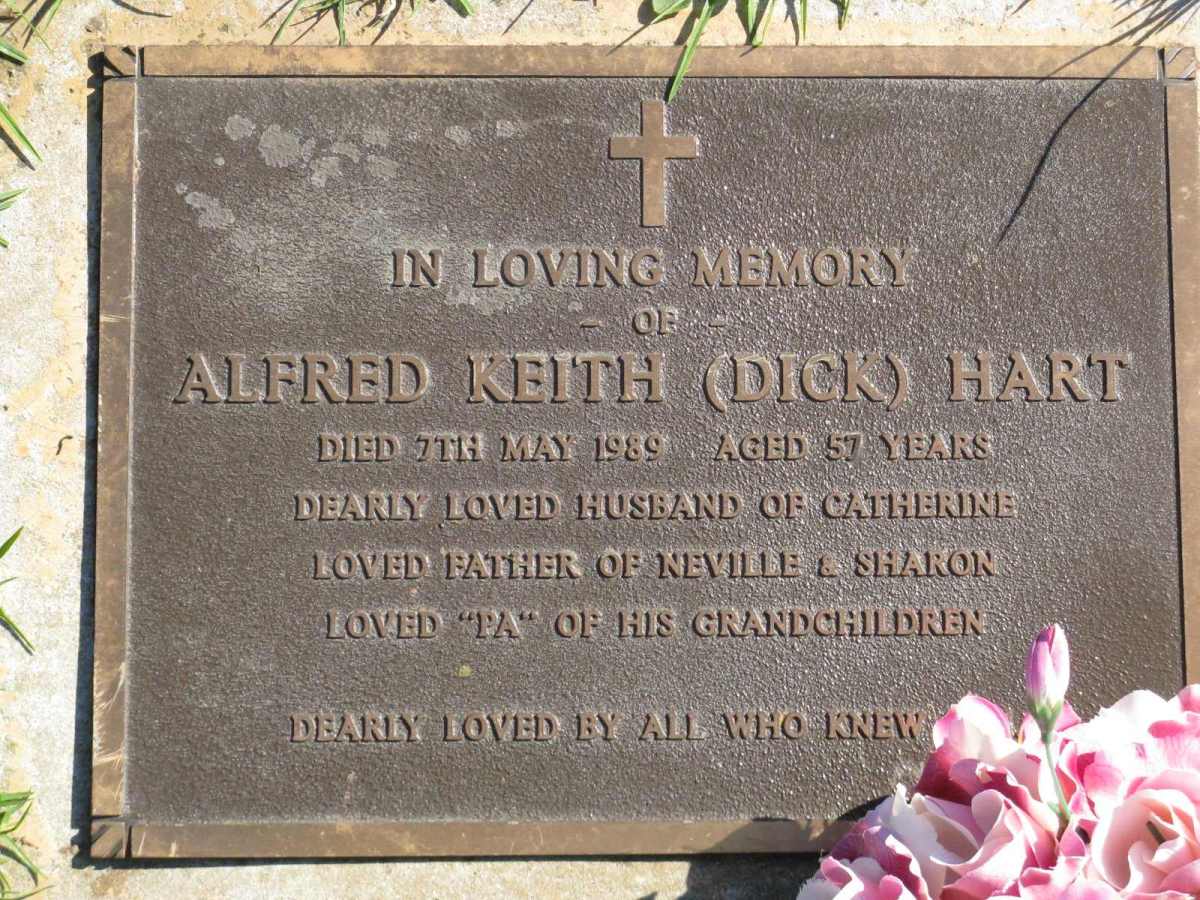 IN LOVING MEMORY
- OF -
ALFRED KEITH (DICK) HART
DIED 7TH MAY 1989 AGED 57 YEARS
DEARLY LOVED HUSBAND OF CATHERINE
LOVED FATHER OF NEVILLE & SHARON
LOVED "PA" OF HIS GRANDCHILDREN
DEARLY LOVED BY ALL WHO KNEW